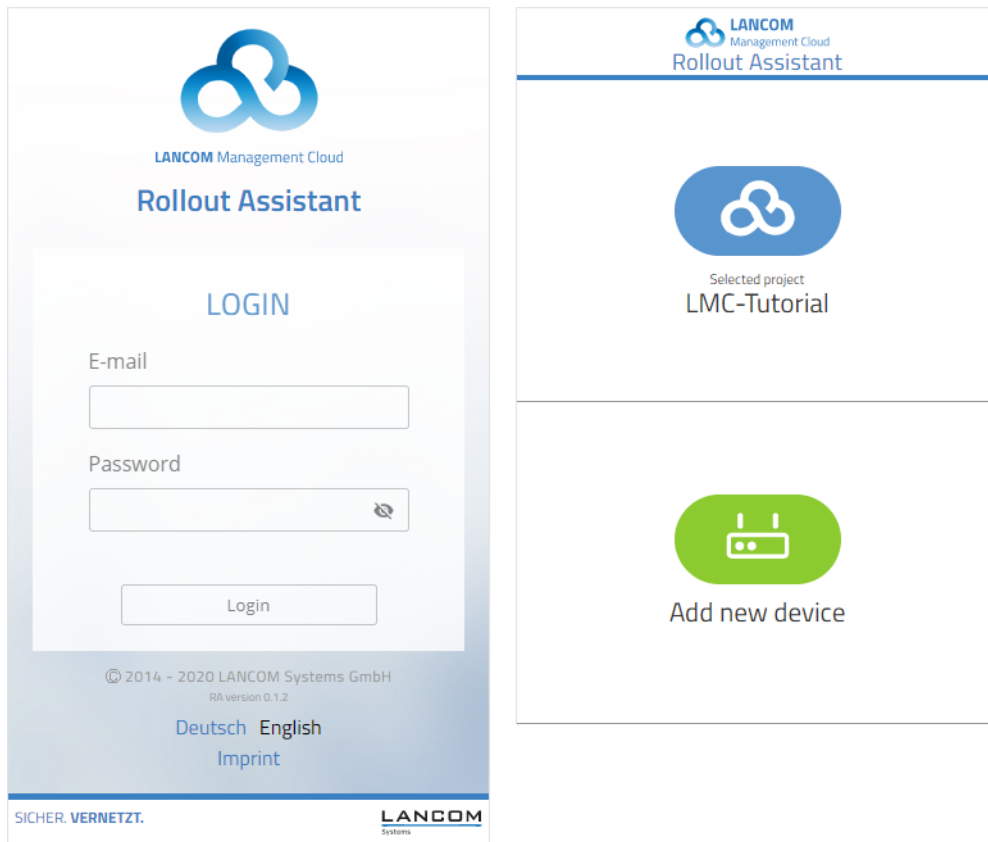 LANCOM Management Cloud
Rollout Assistant
LOGIN
E-mail
Password
Login
© 2014 - 2020 LANCOM Systems GmbH
RA version 0.1.2
Deutsch English
Imprint
SICHER. VERNETZT.
LANCOM
Systems
LANCOM
Management Cloud
Rollout Assistant
Selected project
LMC-Tutorial
Add new device